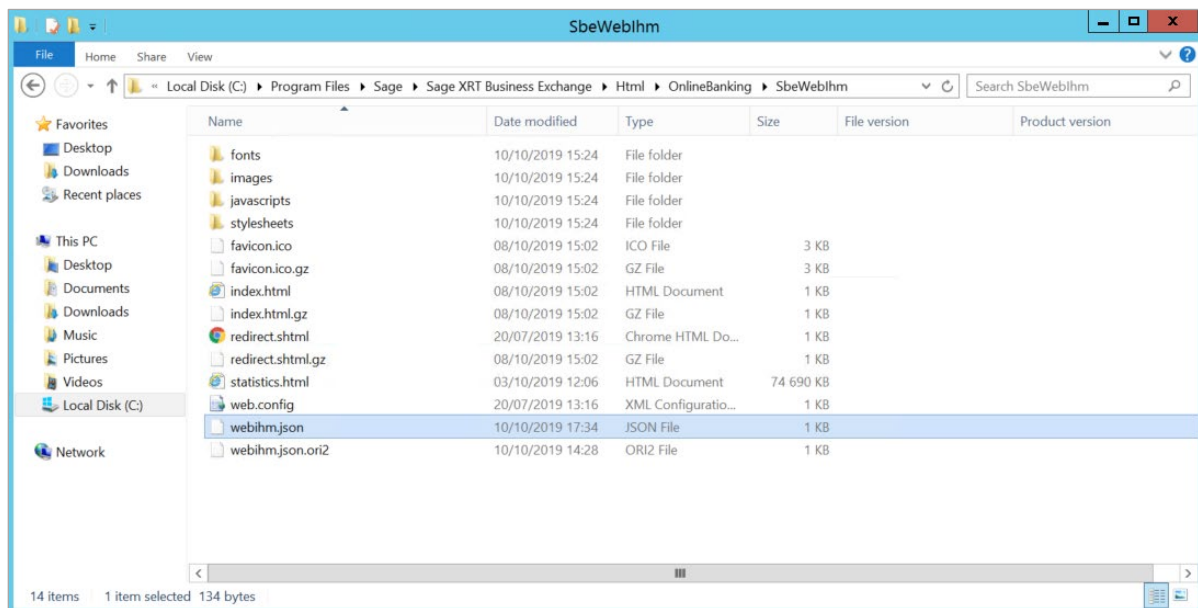 SbeWebIhm
File Home Share View
« Local Disk (C:) Program Files Sage Sage XRT Business Exchange Html OnlineBanking SbeWebIhm Search SbeWebIhm
Favorites
Desktop
Downloads
Recent places
This PC
Desktop
Documents
Downloads
Music
Pictures
Videos
Local Disk (C:)
Network
Name Date modified Type Size File version Product version
fonts 10/10/2019 15:24 File folder
images 10/10/2019 15:24 File folder
javascripts 10/10/2019 15:24 File folder
stylesheets 10/10/2019 15:24 File folder
favicon.ico 08/10/2019 15:02 ICO File 3 KB
favicon.ico.gz 08/10/2019 15:02 GZ File 3 KB
index.html 08/10/2019 15:02 HTML Document 1 KB
index.html.gz 08/10/2019 15:02 GZ File 1 KB
redirect.shtml 20/07/2019 13:16 Chrome HTML Do... 1 KB
redirect.shtml.gz 08/10/2019 15:02 GZ File 1 KB
statistics.html 03/10/2019 12:06 HTML Document 74 690 KB
web.config 20/07/2019 13:16 XML Configuratio... 1 KB
webihm.json 10/10/2019 17:34 JSON File 1 KB
webihm.json.ori2 10/10/2019 14:28 ORI2 File 1 KB
14 items 1 item selected 134 bytes